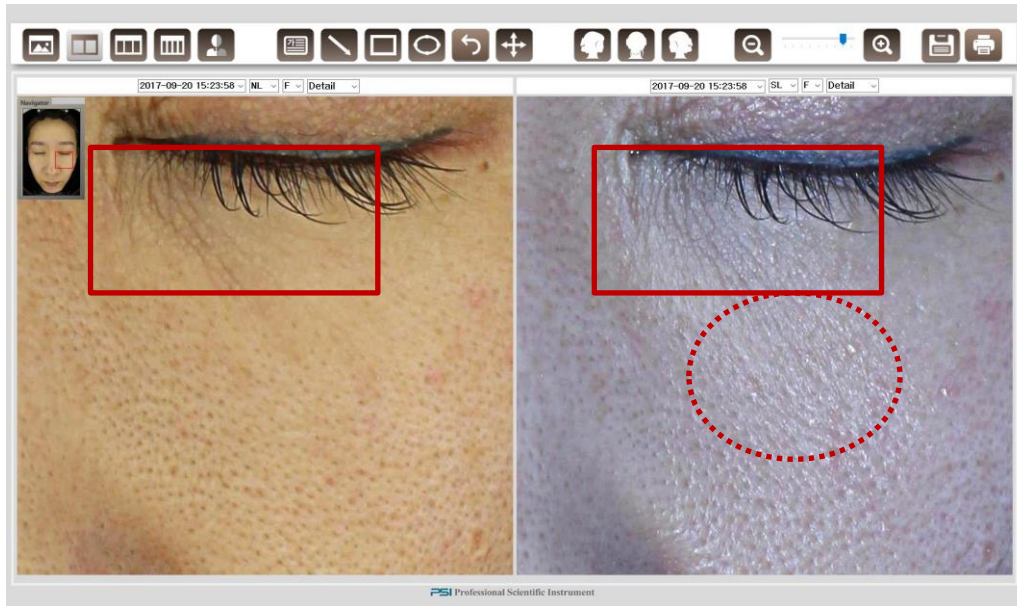 2017-09-20 15:23:58 NL F Detail
2017-09-20 15:23:58 SL F Detail
Navigator
PSI Professional Scientific Instrument